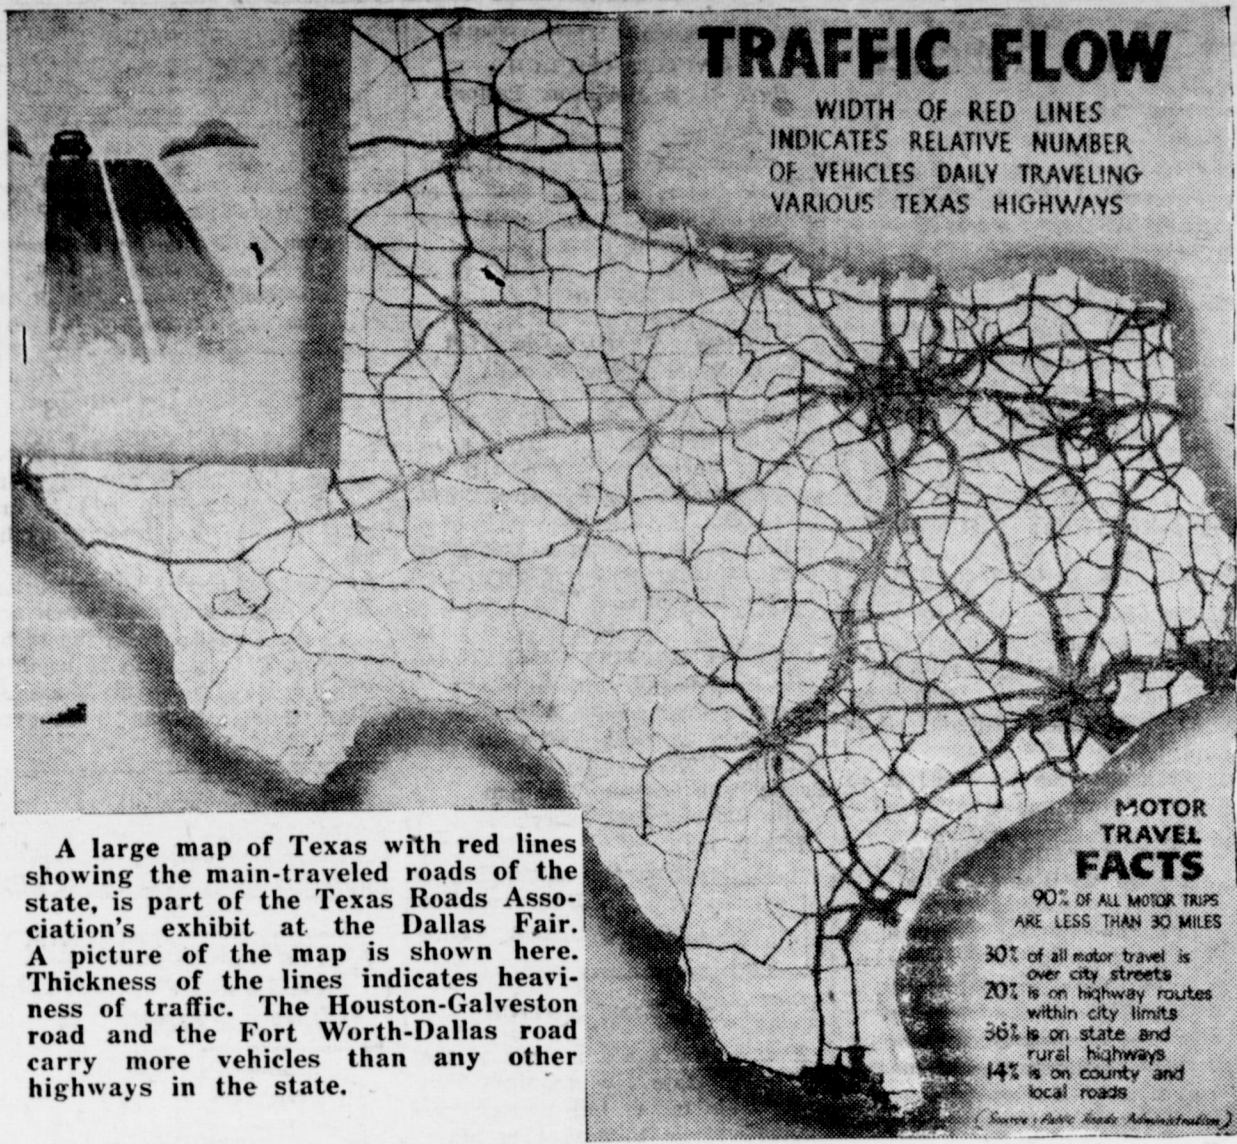 TRAFFIC FLOW
WIDTH OF RED LINES
INDICATES RELATIVE NUMBER
OF VEHICLES DAILY TRAVELING
VARIOUS TEXAS HIGHWAYS
MOTOR
TRAVEL
FACTS
90% OF ALL MOTOR TRIPS
ARE LESS THAN 30 MILES
30% of all motor travel is
over city streets
20% is on highway routes
within city limits
36% is on state and
rural highways
14% is on county and
local roads
(Source: Public Roads Administration)
A large map of Texas with red lines
showing the main-traveled roads of the
state, is part of the Texas Roads Asso-
ciation's exhibit at the Dallas Fair.
A picture of the map is shown here.
Thickness of the lines indicates heavi-
ness of traffic. The Houston-Galveston
road and the Fort Worth-Dallas road
carry more vehicles than any other
highways in the state.